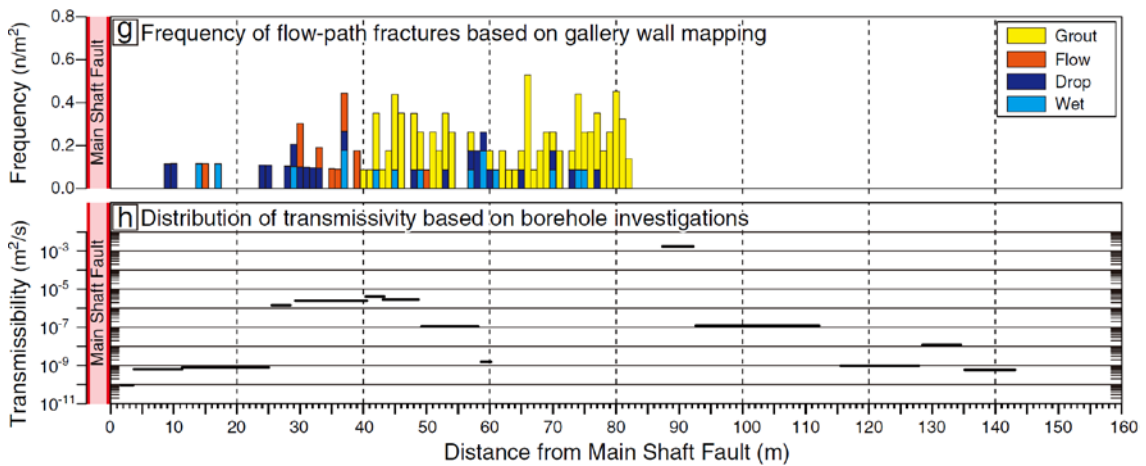 g Frequency of flow-path fractures based on gallery wall mapping
Frequency (n/m²)
0.8
0.6
0.4
0.2
0.0
Main Shaft Fault
Grout
Flow
Drop
Wet
h Distribution of transmissivity based on borehole investigations
Transmissibility (m²/s)
10⁻³
10⁻⁵
10⁻⁷
10⁻⁹
10⁻¹¹
Main Shaft Fault
0 10 20 30 40 50 60 70 80 90 100 110 120 130 140 150 160
Distance from Main Shaft Fault (m)